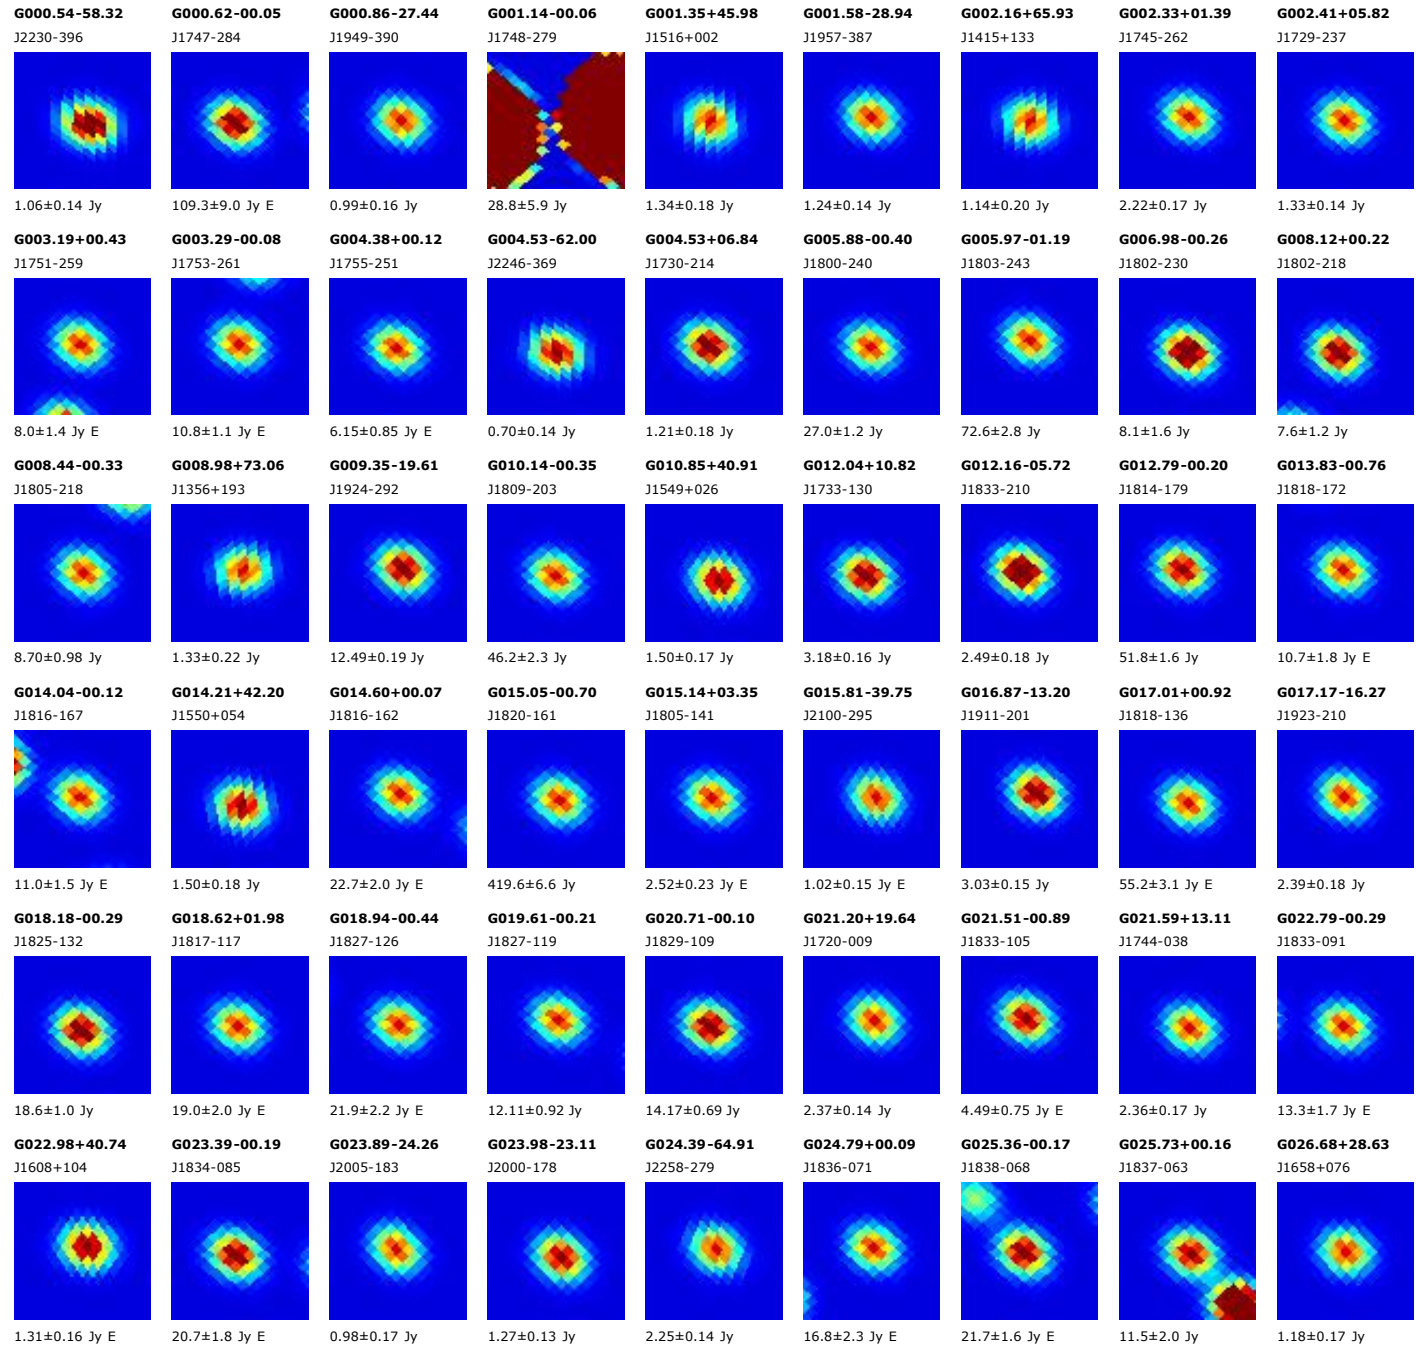 G000.54-58.32 G000.62-00.05 G000.86-27.44 G001.14-00.06 G001.35+45.98 G001.58-28.94 G002.16+65.93 G002.33+01.39 G002.41+05.82
J2230-396 J1747-284 J1949-390 J1748-279 J1516+002 J1957-387 J1415+133 J1745-262 J1729-237
1.06±0.14 Jy 109.3±9.0 Jy E 0.99±0.16 Jy 28.8±5.9 Jy 1.34±0.18 Jy 1.24±0.14 Jy 1.14±0.20 Jy 2.22±0.17 Jy 1.33±0.14 Jy
G003.19+00.43 G003.29-00.08 G004.38+00.12 G004.53-62.00 G004.53+06.84 G005.88-00.40 G005.97-01.19 G006.98-00.26 G008.12+00.22
J1751-259 J1753-261 J1755-251 J2246-369 J1730-214 J1800-240 J1803-243 J1802-230 J1802-218
8.0±1.4 Jy E 10.8±1.1 Jy E 6.15±0.85 Jy E 0.70±0.14 Jy 1.21±0.18 Jy 27.0±1.2 Jy 72.6±2.8 Jy 8.1±1.6 Jy 7.6±1.2 Jy
G008.44-00.33 G008.98+73.06 G009.35-19.61 G010.14-00.35 G010.85+40.91 G012.04+10.82 G012.16-05.72 G012.79-00.20 G013.83-00.76
J1805-218 J1356+193 J1924-292 J1809-203 J1549+026 J1733-130 J1833-210 J1814-179 J1818-172
8.70±0.98 Jy 1.33±0.22 Jy 12.49±0.19 Jy 46.2±2.3 Jy 1.50±0.17 Jy 3.18±0.16 Jy 2.49±0.18 Jy 51.8±1.6 Jy 10.7±1.8 Jy E
G014.04-00.12 G014.21+42.20 G014.60+00.07 G015.05-00.70 G015.14+03.35 G015.81-39.75 G016.87-13.20 G017.01+00.92 G017.17-16.27
J1816-167 J1550+054 J1816-162 J1820-161 J1805-141 J2100-295 J1911-201 J1818-136 J1923-210
11.0±1.5 Jy E 1.50±0.18 Jy 22.7±2.0 Jy E 419.6±6.6 Jy 2.52±0.23 Jy E 1.02±0.15 Jy E 3.03±0.15 Jy 55.2±3.1 Jy E 2.39±0.18 Jy
G018.18-00.29 G018.62+01.98 G018.94-00.44 G019.61-00.21 G020.71-00.10 G021.20+19.64 G021.51-00.89 G021.59+13.11 G022.79-00.29
J1825-132 J1817-117 J1827-126 J1827-119 J1829-109 J1720-009 J1833-105 J1744-038 J1833-091
18.6±1.0 Jy 19.0±2.0 Jy E 21.9±2.2 Jy E 12.11±0.92 Jy 14.17±0.69 Jy 2.37±0.14 Jy 4.49±0.75 Jy E 2.36±0.17 Jy 13.3±1.7 Jy E
G022.98+40.74 G023.39-00.19 G023.89-24.26 G023.98-23.11 G024.39-64.91 G024.79+00.09 G025.36-00.17 G025.73+00.16 G026.68+28.63
J1608+104 J1834-085 J2005-183 J2000-178 J2258-279 J1836-071 J1838-068 J1837-063 J1658+076
1.31±0.16 Jy E 20.7±1.8 Jy E 0.98±0.17 Jy 1.27±0.13 Jy 2.25±0.14 Jy 16.8±2.3 Jy E 21.7±1.6 Jy E 11.5±2.0 Jy 1.18±0.17 Jy